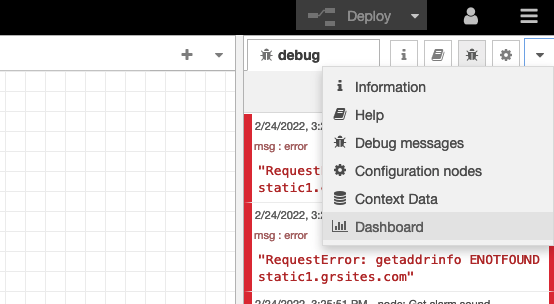 Deploy
debug
Information
Help
Debug messages
Configuration nodes
Context Data
Dashboard
2/24/2022, 3:2
msg : error
"Request
static1.
2/24/2022, 3:2
msg : error
"RequestError: getaddrinfo ENOTFOUND
static1.grsites.com"
2/24/2022, 3:25:51 PM node: Get alarm sound